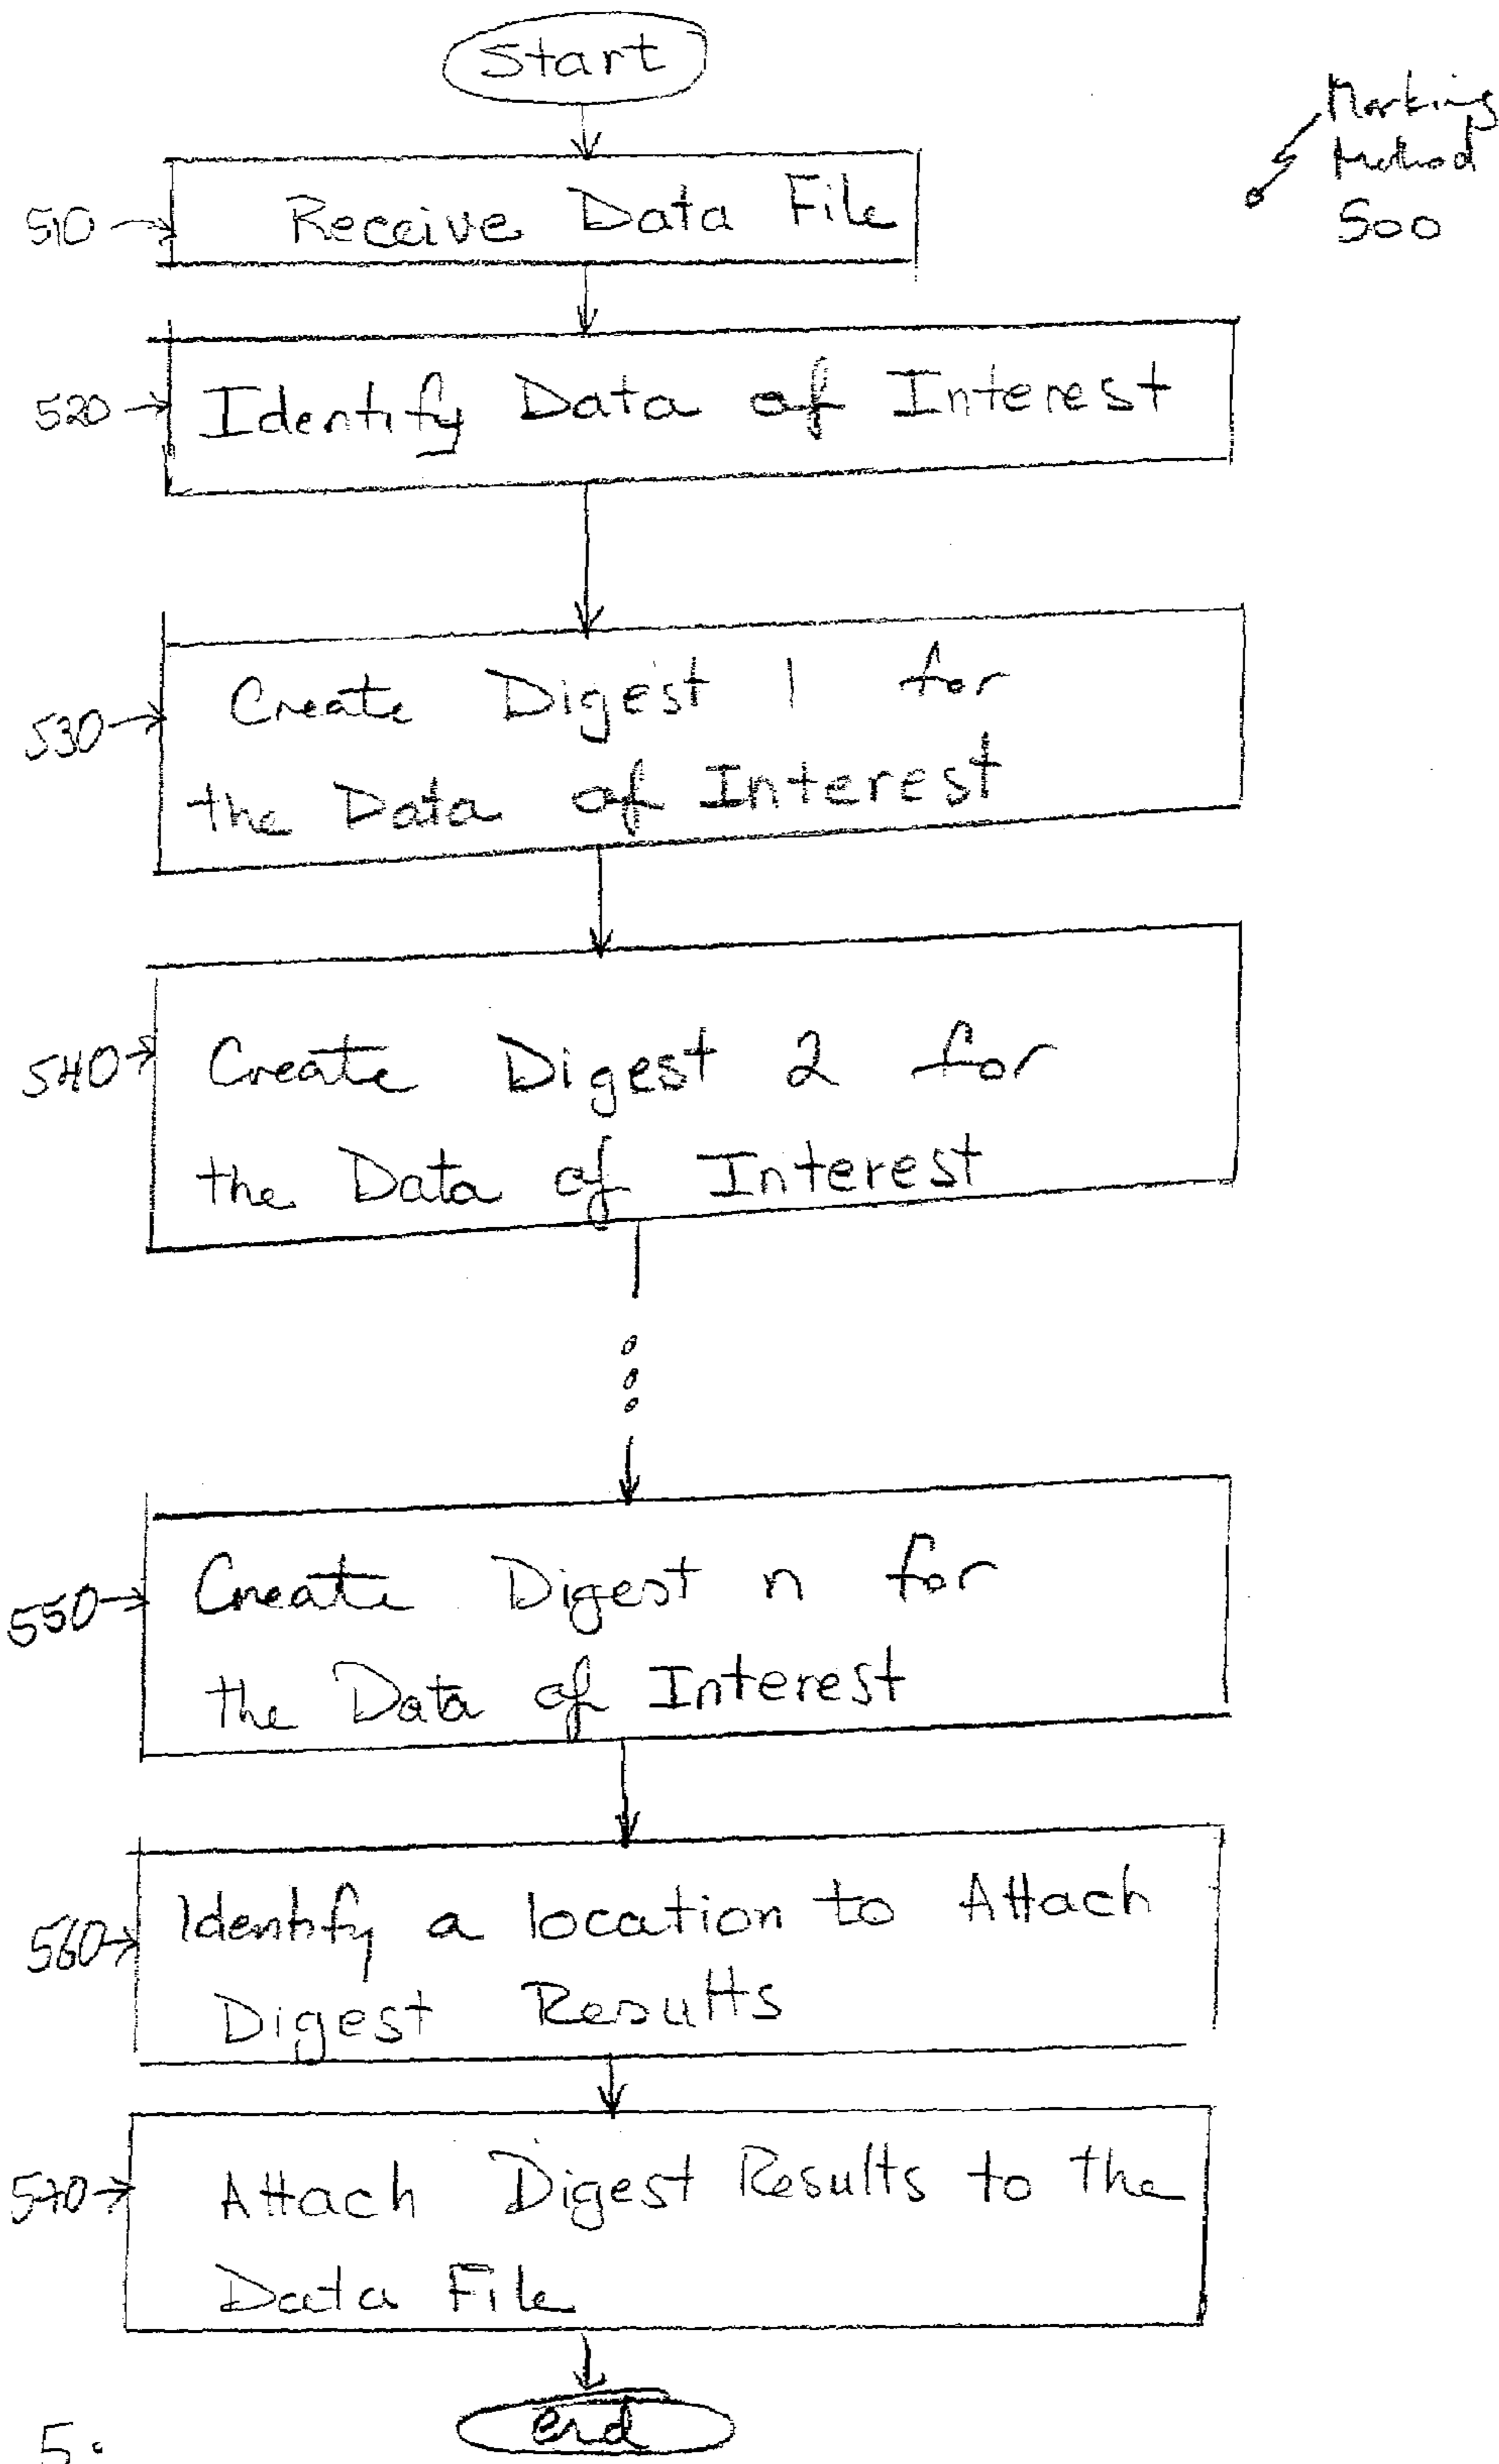 Start
Marking
Method
500
510
Receive Data File
520
Identify Data of Interest
530
Create Digest 1 for
the Data of Interest
540
Create Digest 2 for
the Data of Interest
550
Create Digest n for
the Data of Interest
560
Identify a location to Attach
Digest Results
570
Attach Digest Results to the
Data File
end
5.